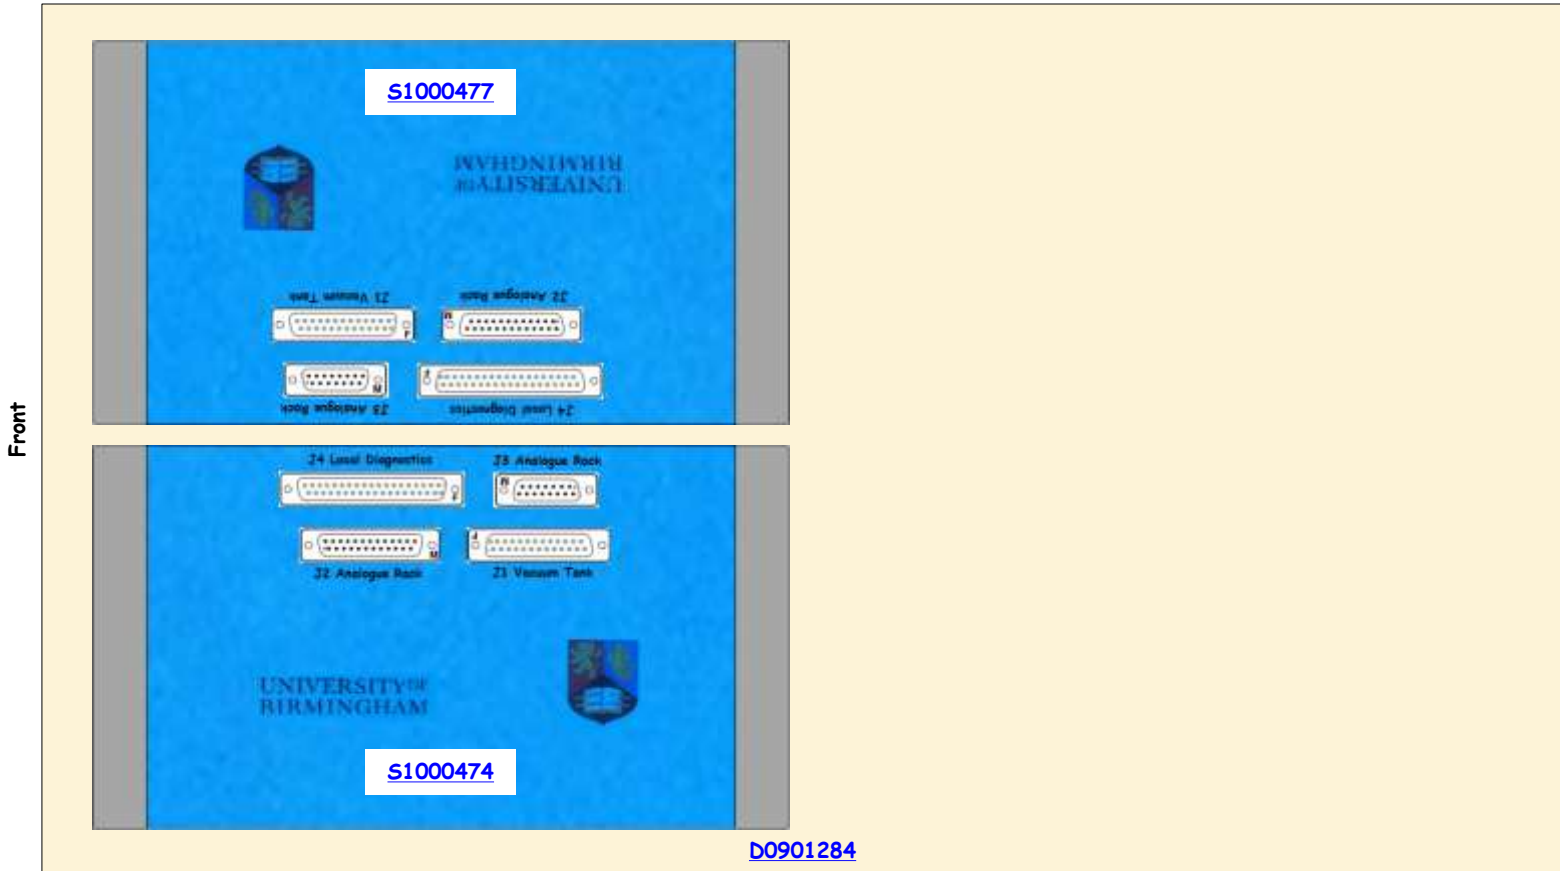 Front
S1000477
UNIVERSITY OF
BIRMINGHAM
J1 Vacuum Tank
J2 Analogue Rack
F
M
M
F
J3 Analogue Rack
J4 Local Diagnostics
J4 Local Diagnostics
J3 Analogue Rack
F
M
M
F
J2 Analogue Rack
J1 Vacuum Tank
UNIVERSITY OF
BIRMINGHAM
S1000474
D0901284